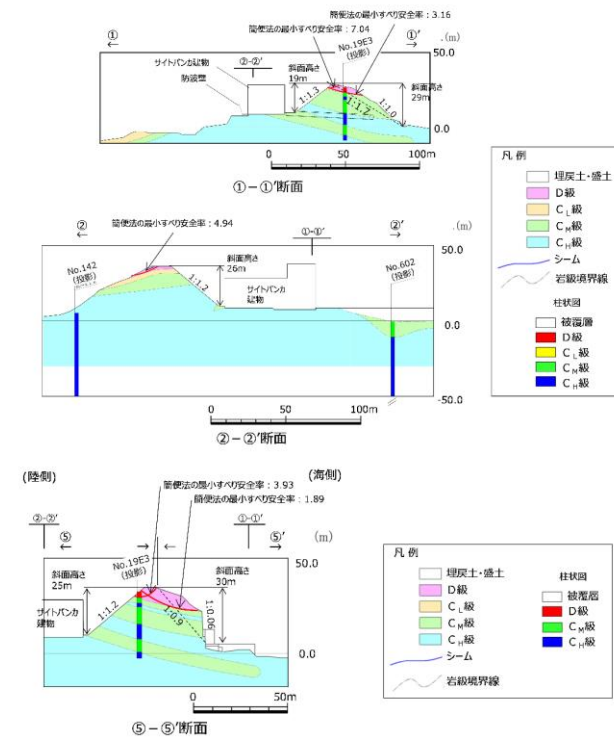 簡便法の最小すべり安全率：3.16
簡便法の最小すべり安全率：7.04
① ①'
No.19E3
(投影)
②-②'
サイトバンカ建物
防波壁
斜面高さ
19m
斜面高さ
29m
1:1.3
1:1.2
1:1.0
(m)
50.0
0.0
0 50 100m
①-①'断面
簡便法の最小すべり安全率：4.94
② ②'
①-①'
No.142
(投影)
斜面高さ
26m
1:1.2
サイトバンカ
建物
No.602
(投影)
(m)
50.0
0.0
-50.0
0 50 100m
②-②'断面
凡 例
埋戻土・盛土
D級
CL級
CM級
CH級
シーム
岩級境界線
柱状図
被覆層
D級
CL級
CM級
CH級
(陸側) (海側)
簡便法の最小すべり安全率：3.93
簡便法の最小すべり安全率：1.89
②-②' ①-①'
⑤ ⑤'
No.19E3
(投影)
斜面高さ
25m
斜面高さ
30m
1:1.2
1:0.9
1:0.06
サイトバンカ
建物
(m)
50.0
0.0
0 50m
⑤-⑤'断面
凡 例
埋戻土・盛土
D級
CL級
CM級
CH級
シーム
岩級境界線
柱状図
被覆層
D級
CM級
CH級